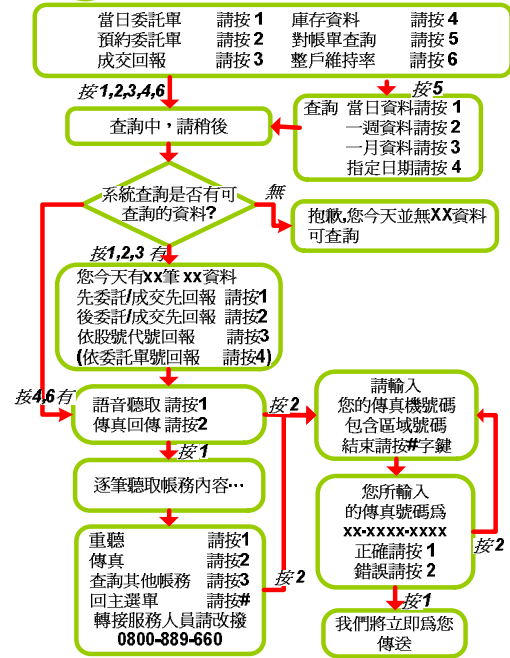 當日委託單 請按 1 庫存資料 請按 4
預約委託單 請按 2 對帳單查詢 請按 5
成交回報 請按 3 整戶維持率 請按 6
按 1,2,3,4,6
按 5
查詢中，請稍後
查詢 當日資料請按 1
一週資料請按 2
一月資料請按 3
指定日期請按 4
系統查詢是否有可
查詢的資料?
無
抱歉,您今天並無XX資料
可查詢
按1,2,3 有
您今天有xx筆 xx資料
先委託/成交先回報 請按1
後委託/成交先回報 請按2
依股號代號回報 請按3
(依委託單號回報 請按4)
按4,6有
語音聽取 請按1
傳真回傳 請按2
按 2
請輸入
您的傳真機號碼
包含區域號碼
結束請按#字鍵
按1
逐筆聽取帳務內容…
您所輸入
的傳真號碼為
xx-xxxx-xxxx
正確請按 1
錯誤請按 2
按2
重聽 請按1
傳真 請按2
查詢其他帳務 請按3
回主選單 請按#
轉接服務人員請改撥
0800-889-660
按 2
按1
我們將立即為您
傳送